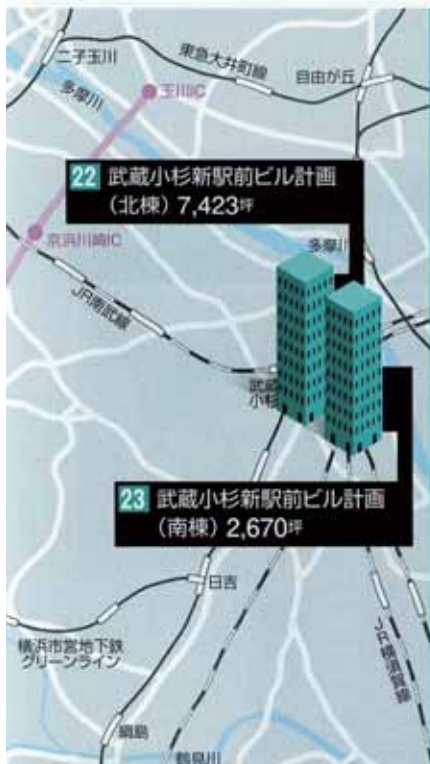 二子玉川
東急大井町線
自由が丘
多摩川
玉川IC
22 武蔵小杉新駅前ビル計画
(北棟) 7,423坪
京浜川崎IC
多摩川
JR南武線
武蔵
小杉
23 武蔵小杉新駅前ビル計画
(南棟) 2,670坪
日吉
横浜市営地下鉄
グリーンライン
JR横須賀線
綱島
鶴見川